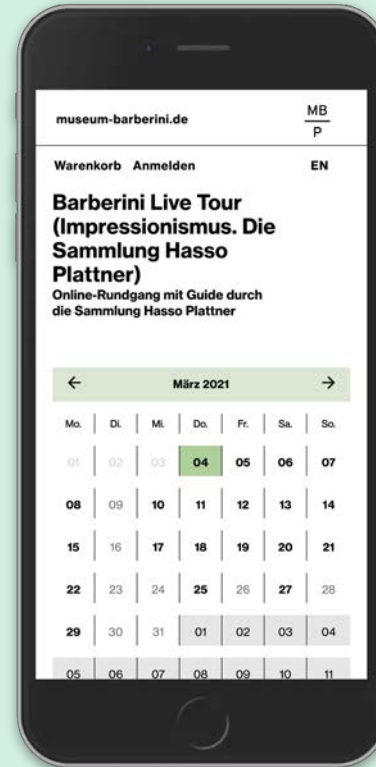 museum-barberini.de MB
P
Warenkorb Anmelden EN
Barberini Live Tour
(Impressionismus. Die
Sammlung Hasso
Plattner)
Online-Rundgang mit Guide durch
die Sammlung Hasso Plattner
← März 2021 →
Mo. Di. Mi. Do. Fr. Sa. So.
01 02 03 04 05 06 07
08 09 10 11 12 13 14
15 16 17 18 19 20 21
22 23 24 25 26 27 28
29 30 31 01 02 03 04
05 06 07 08 09 10 11